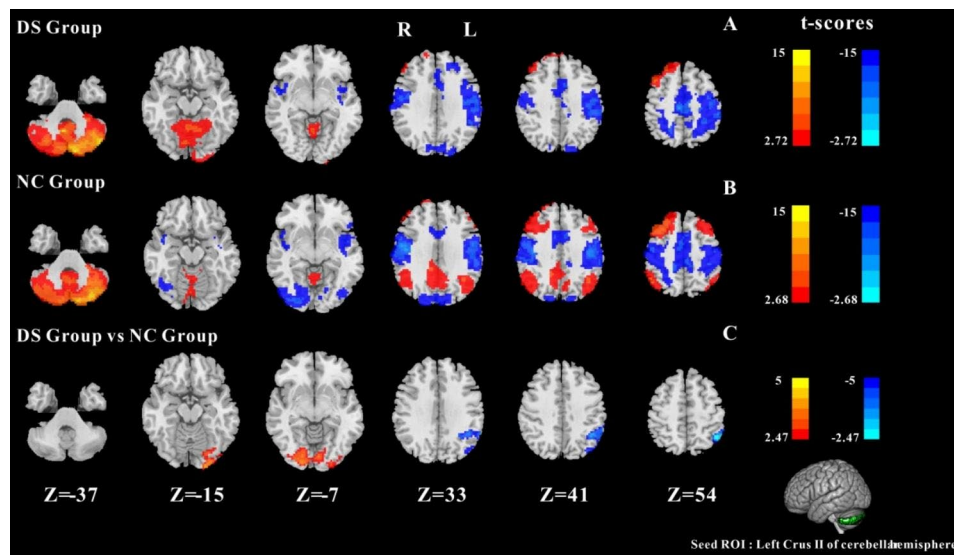 DS Group
R L
A
t-scores
15 -15
2.72 -2.72
NC Group
B
15 -15
2.68 -2.68
DS Group vs NC Group
C
5 -5
2.47 -2.47
Z=-37 Z=-15 Z=-7 Z=33 Z=41 Z=54
Seed ROI : Left Crus II of cerebellar hemisphere